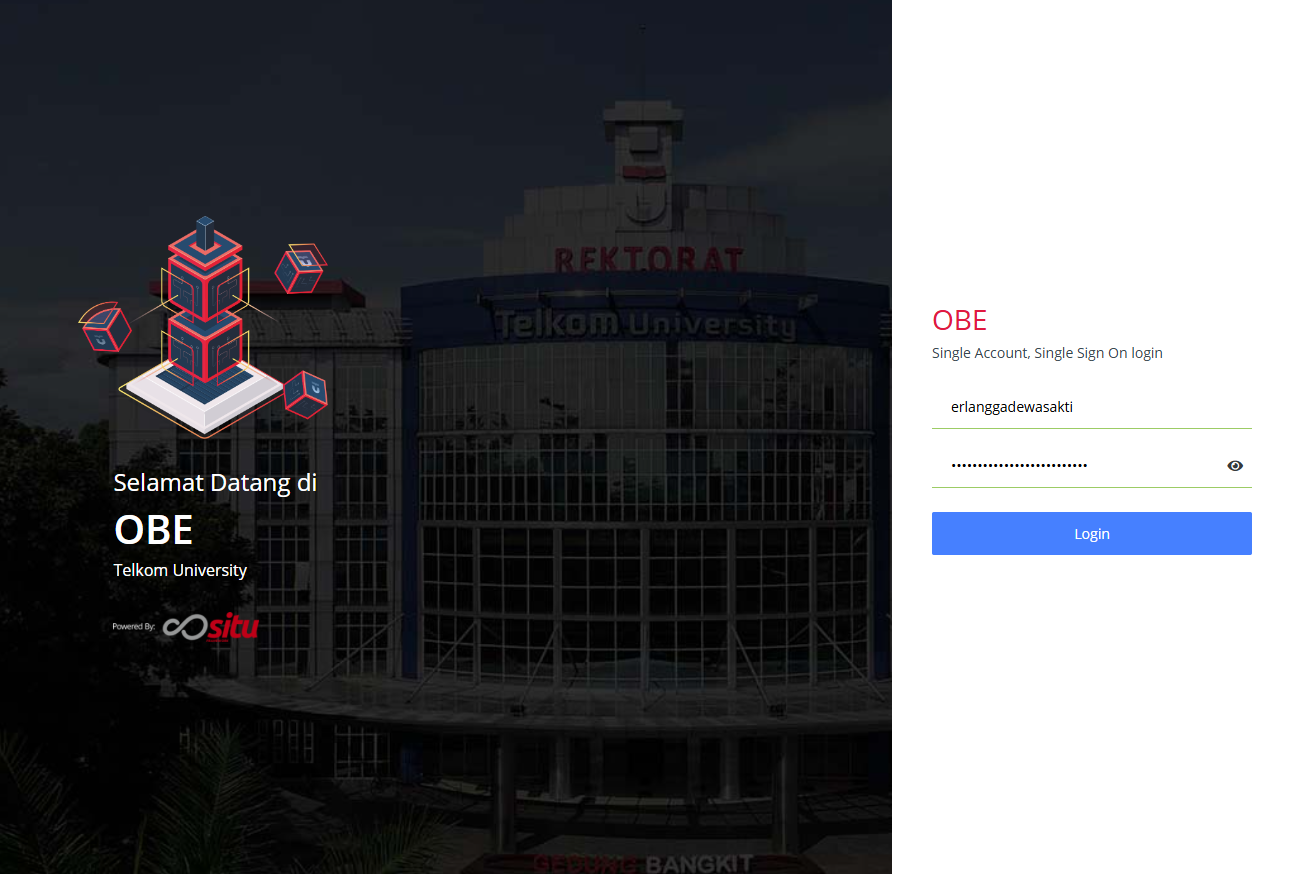 REKTORAT
Telkom University
Selamat Datang di
OBE
Telkom University
Powered By: situ
GEDUNG BANGKIT
OBE
Single Account, Single Sign On login
erlanggadewasakti
••••••••••••••••••••••••••
Login